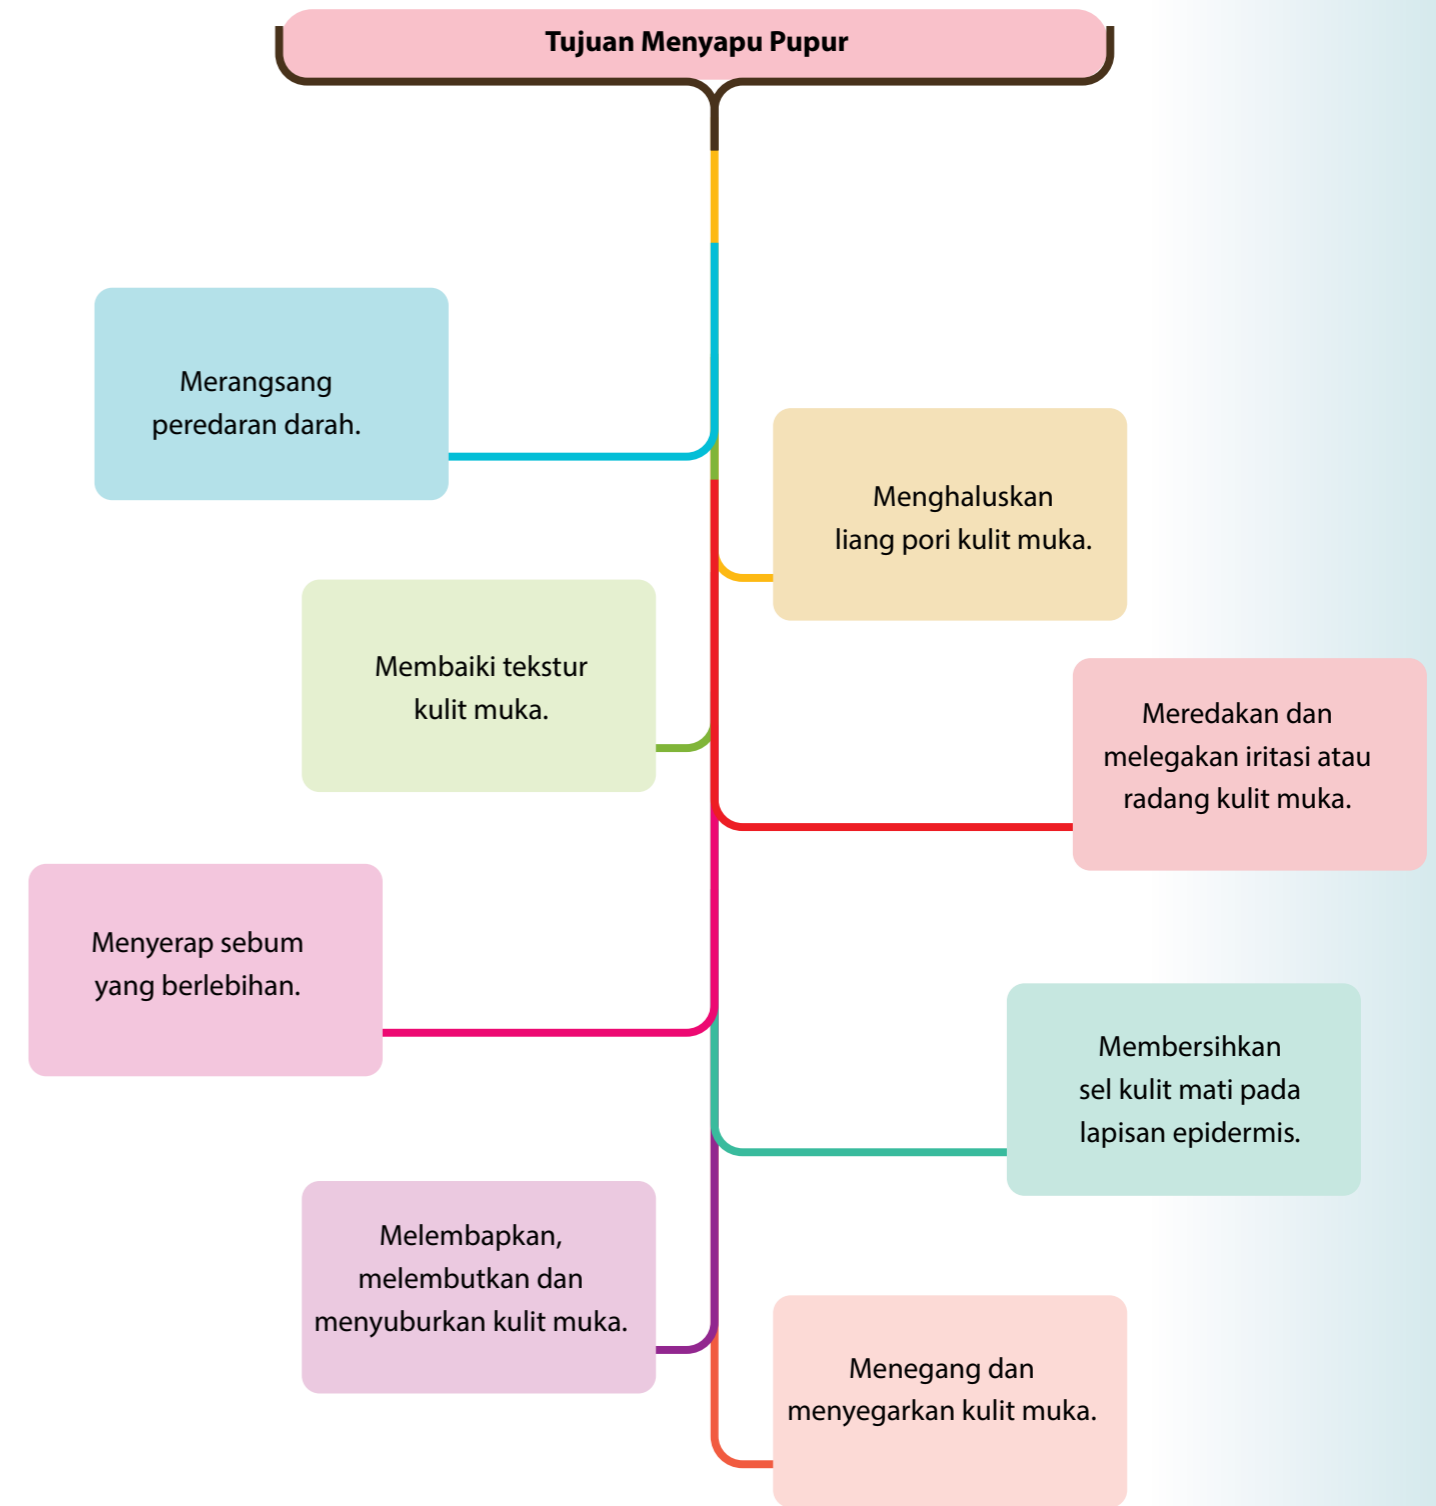 Tujuan Menyapu Pupur
Merangsang
peredaran darah.
Menghaluskan
liang pori kulit muka.
Membaiki tekstur
kulit muka.
Meredakan dan
melegakan iritasi atau
radang kulit muka.
Menyerap sebum
yang berlebihan.
Membersihkan
sel kulit mati pada
lapisan epidermis.
Melembapkan,
melembutkan dan
menyuburkan kulit muka.
Menegang dan
menyegarkan kulit muka.